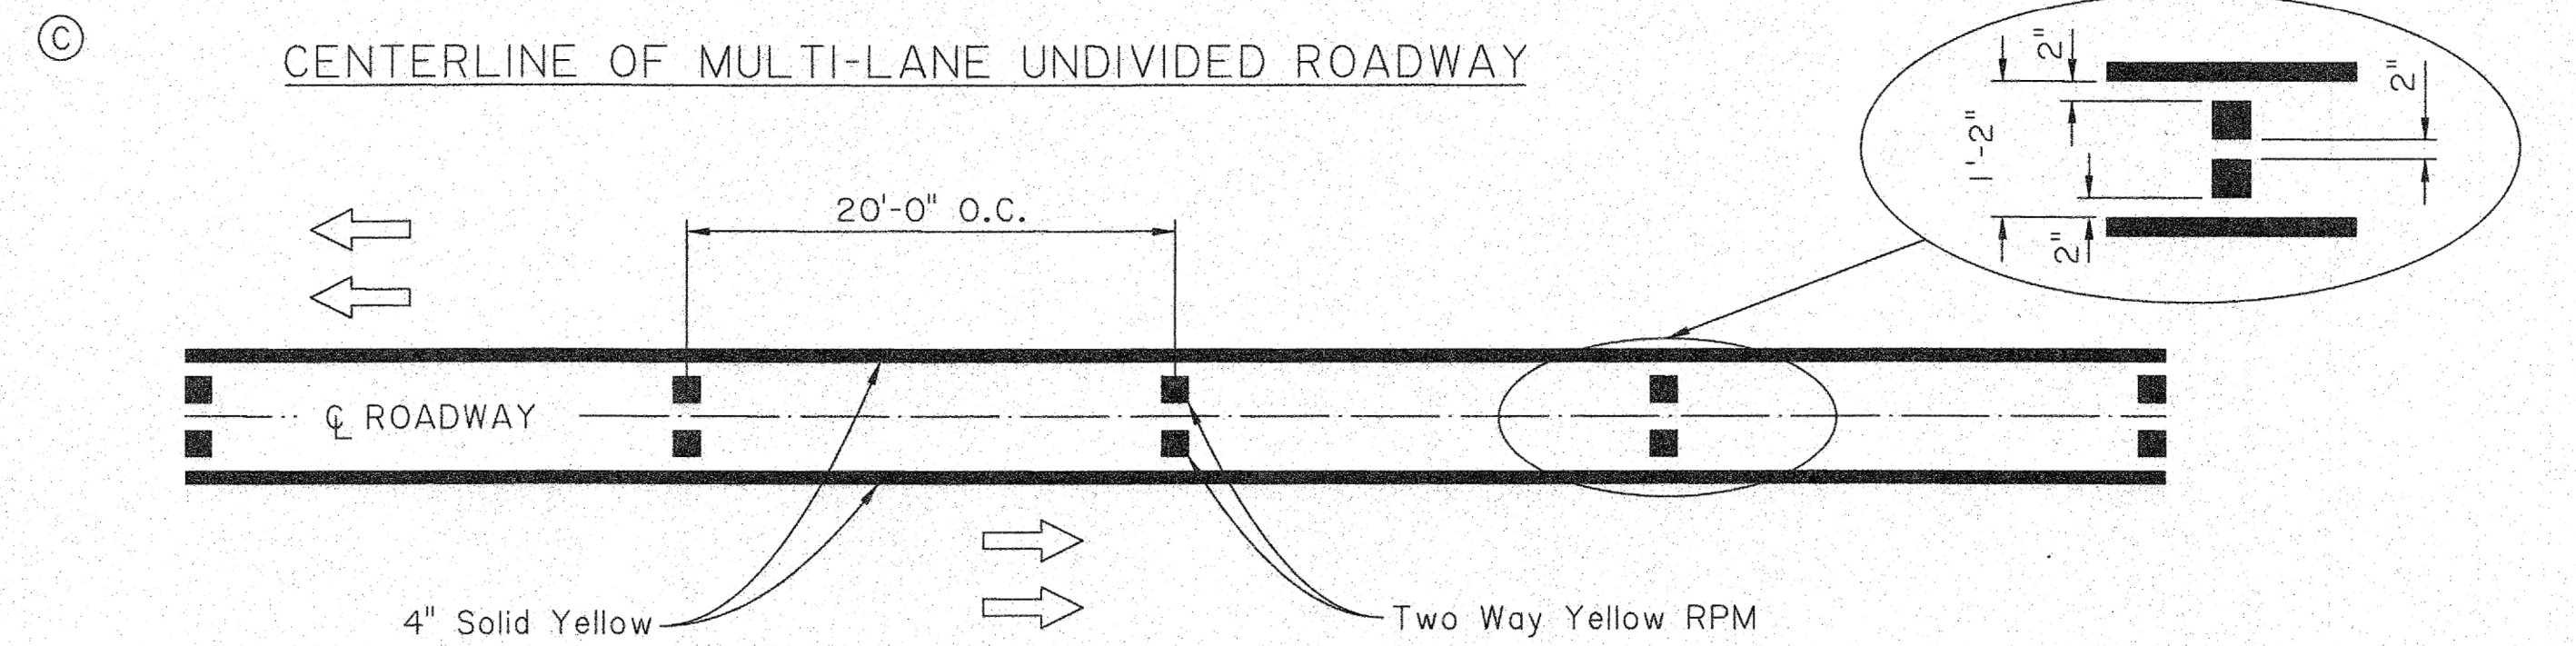 C
CENTERLINE OF MULTI-LANE UNDIVIDED ROADWAY
2"
2"
1'-2"
2"
20'-0" O.C.
℄ ROADWAY
4" Solid Yellow
Two Way Yellow RPM